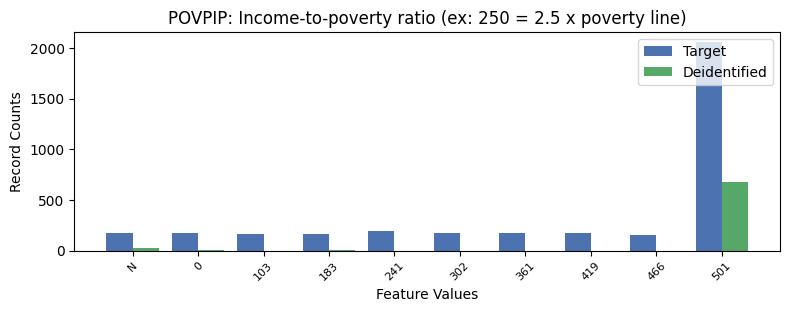 POVPIP: Income-to-poverty ratio (ex: 250 = 2.5 x poverty line)
Target
Deidentified
Record Counts
2000
1500
1000
500
0
N 0 103 183 241 302 361 419 466 501
Feature Values